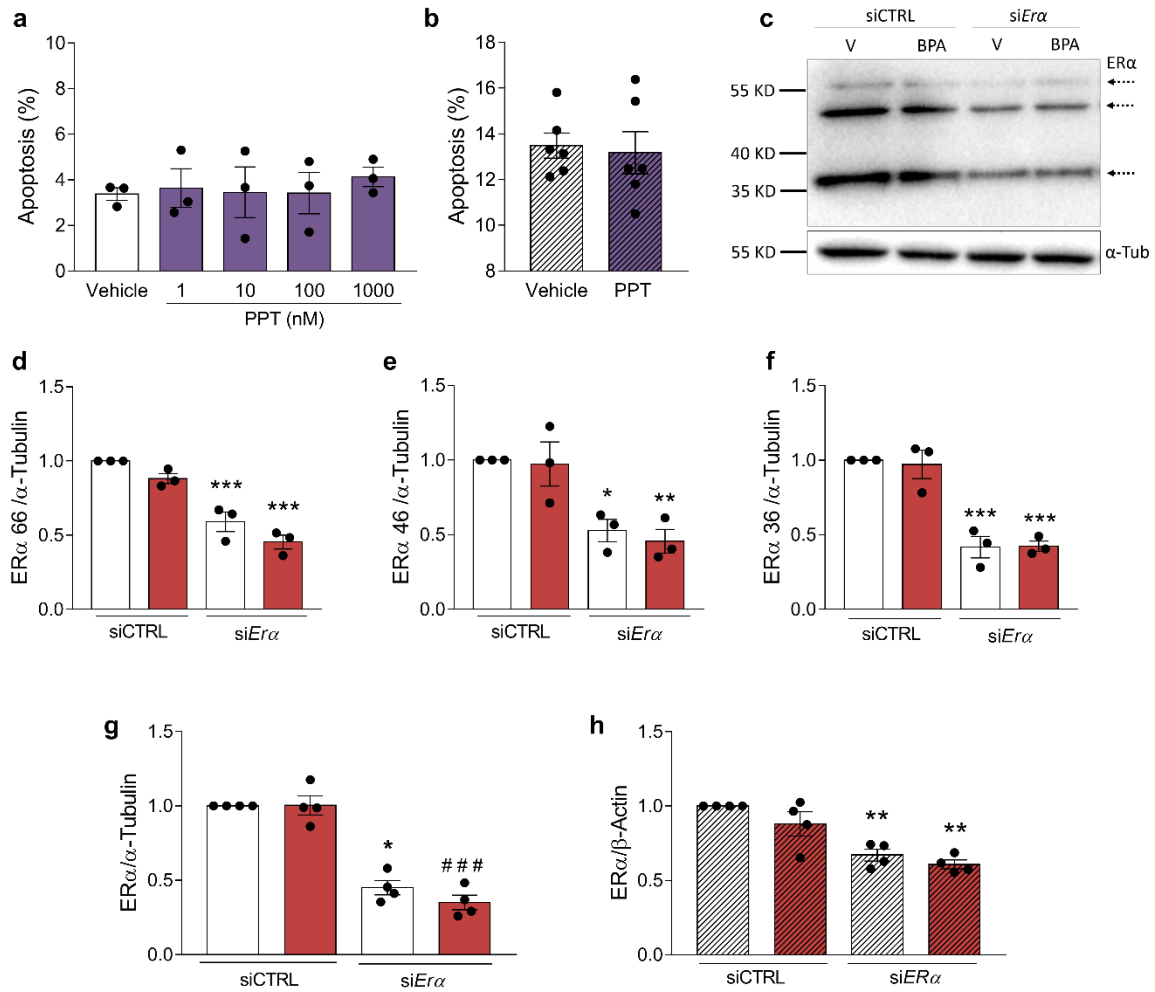 a
Apoptosis (%)
10
8
6
4
2
0
Vehicle
1
10
100
1000
PPT (nM)
b
Apoptosis (%)
18
16
14
12
10
8
Vehicle
PPT
c
siCTRL
siErα
V
BPA
V
BPA
ERα
55 KD
40 KD
35 KD
55 KD
α-Tub
d
ERα 66 /α-Tubulin
1.5
1.0
0.5
0.0
***
***
siCTRL
siErα
e
ERα 46 /α-Tubulin
1.5
1.0
0.5
0.0
*
**
siCTRL
siErα
f
ERα 36 /α-Tubulin
1.5
1.0
0.5
0.0
***
***
siCTRL
siErα
g
ERα/α-Tubulin
1.5
1.0
0.5
0.0
*
###
siCTRL
siErα
h
ERα/β-Actin
1.5
1.0
0.5
0.0
**
**
siCTRL
siERα